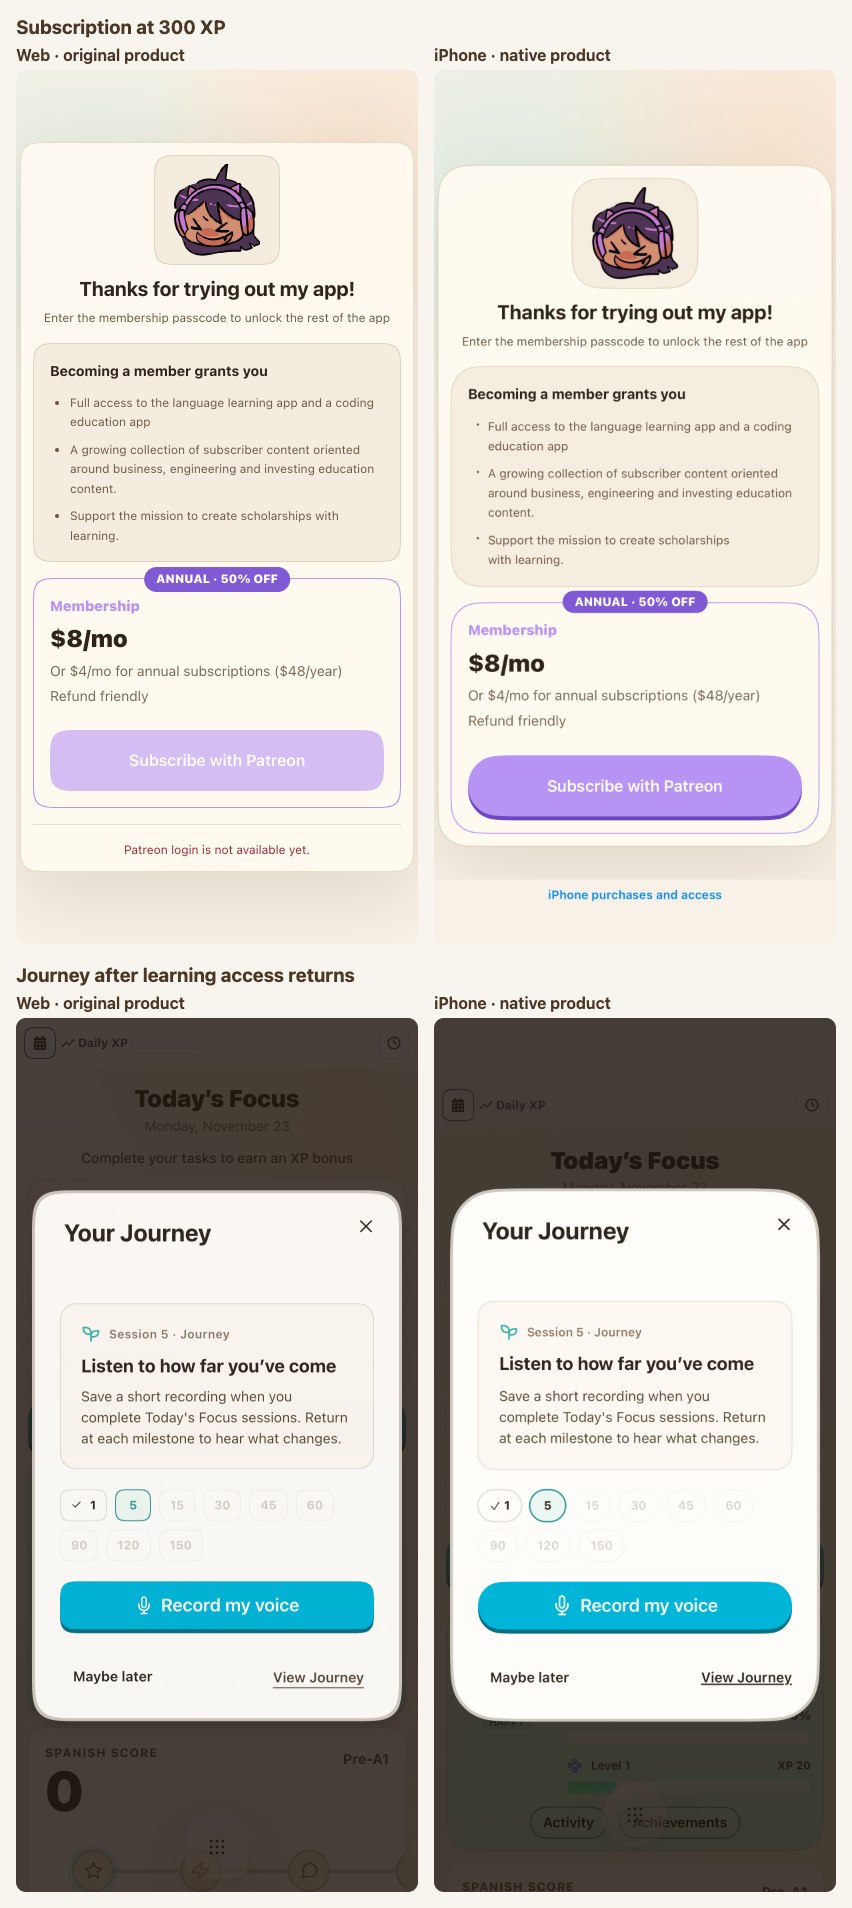 Subscription at 300 XP
Web · original product
Thanks for trying out my app!
Enter the membership passcode to unlock the rest of the app
Becoming a member grants you
• Full access to the language learning app and a coding
education app
• A growing collection of subscriber content oriented
around business, engineering and investing education
content.
• Support the mission to create scholarships with
learning.
ANNUAL · 50% OFF
Membership
$8/mo
Or $4/mo for annual subscriptions ($48/year)
Refund friendly
Subscribe with Patreon
Patreon login is not available yet.
iPhone · native product
Thanks for trying out my app!
Enter the membership passcode to unlock the rest of the app
Becoming a member grants you
• Full access to the language learning app and a coding
education app
• A growing collection of subscriber content oriented
around business, engineering and investing education
content.
• Support the mission to create scholarships
with learning.
ANNUAL · 50% OFF
Membership
$8/mo
Or $4/mo for annual subscriptions ($48/year)
Refund friendly
Subscribe with Patreon
iPhone purchases and access
Journey after learning access returns
Web · original product
Daily XP
Today's Focus
Monday, November 23
Complete your tasks to earn an XP bonus
Your Journey
Session 5 · Journey
Listen to how far you've come
Save a short recording when you
complete Today's Focus sessions. Return
at each milestone to hear what changes.
✓ 1 5 15 30 45 60
90 120 150
Record my voice
Maybe later View Journey
SPANISH SCORE Pre-A1
0
iPhone · native product
Daily XP
Today's Focus
Monday, November 23
Your Journey
Session 5 · Journey
Listen to how far you've come
Save a short recording when you
complete Today's Focus sessions. Return
at each milestone to hear what changes.
✓ 1 5 15 30 45 60
90 120 150
Record my voice
Maybe later View Journey
HAPPY %
Level 1 XP 20
Activity Achievements
SPANISH SCORE Pre-A1